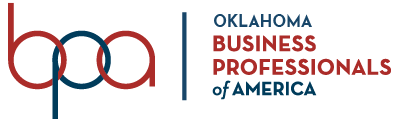 bpa
OKLAHOMA
BUSINESS
PROFESSIONALS
of AMERICA